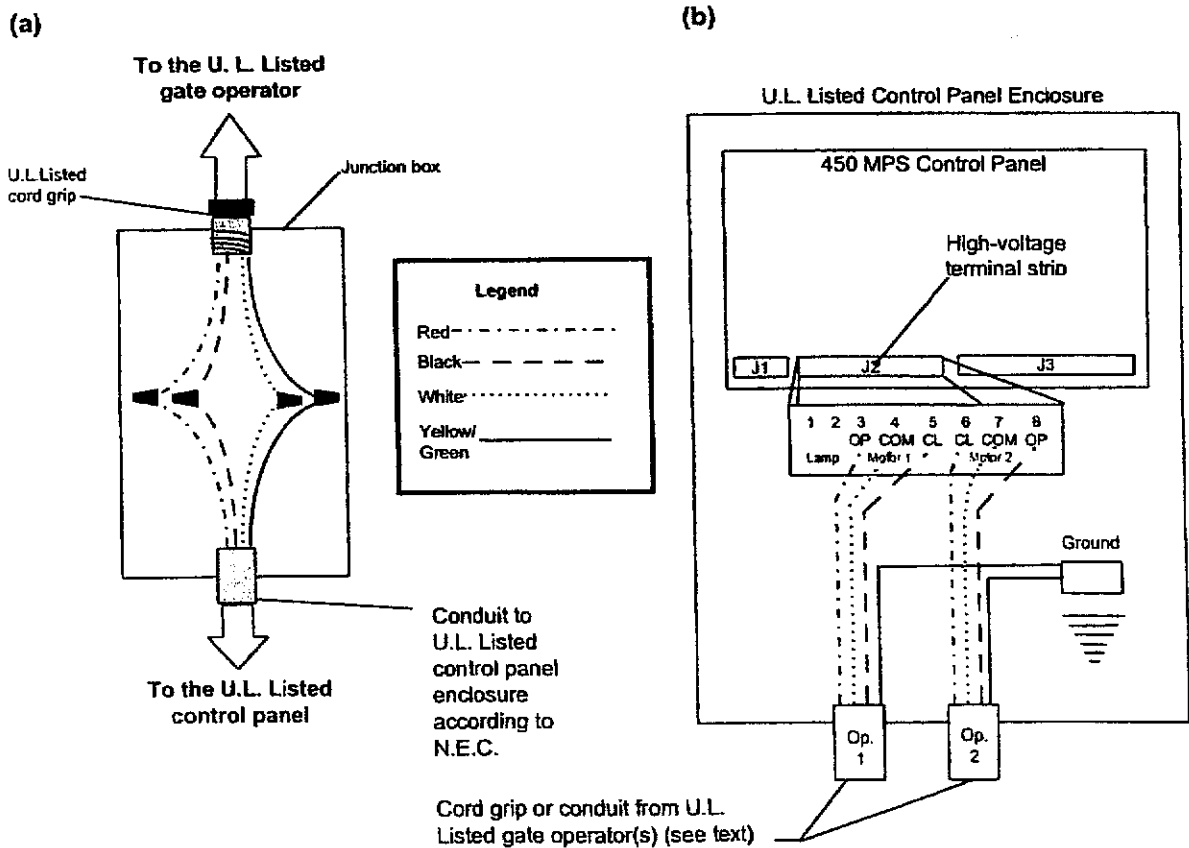 (a)
To the U. L. Listed
gate operator
U.L.Listed
cord grip
Junction box
Legend
Red
Black
White
Yellow/
Green
Conduit to
U.L. Listed
control panel
enclosure
according to
N.E.C.
To the U.L. Listed
control panel
(b)
U.L. Listed Control Panel Enclosure
450 MPS Control Panel
High-voltage
terminal strip
J1 J2 J3
1 2 3 4 5 6 7 8
OP COM CL CL COM OP
Lamp Motor 1 Motor 2
Ground
Op.
1
Op.
2
Cord grip or conduit from U.L.
Listed gate operator(s) (see text)